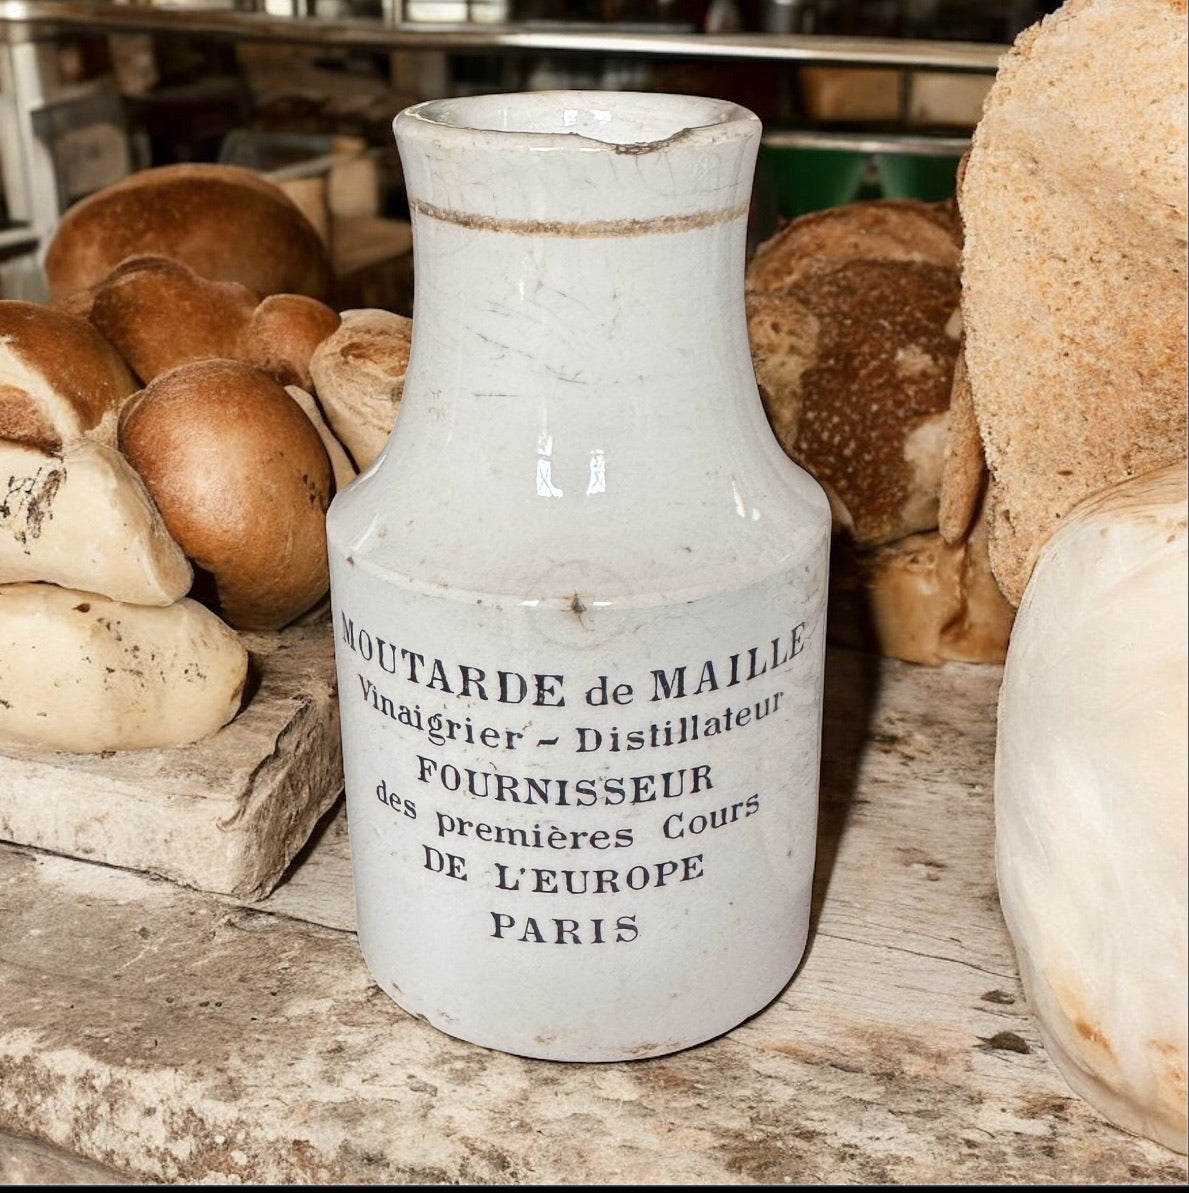 MOUTARDE de MAILLE
Vinaigrier - Distillateur
FOURNISSEUR
des premières Cours
DE L'EUROPE
PARIS